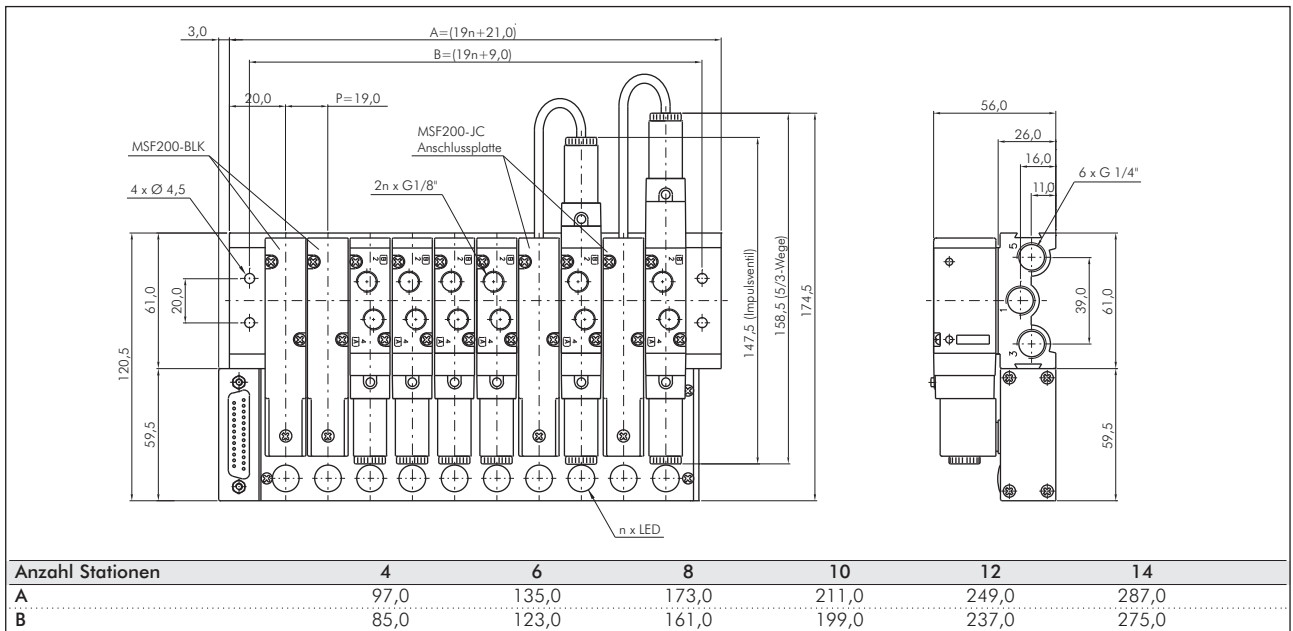 3,0
A=(19n+21,0)
B=(19n+9,0)
20,0
P=19,0
MSF200-BLK
4 x Ø 4,5
MSF200-JC
Anschlussplatte
2n x G1/8"
120,5
61,0
20,0
59,5
147,5 (Impulsventil)
158,5 (5/3-Wege)
174,5
n x LED
56,0
26,0
16,0
11,0
6 x G 1/4"
5
1
3
39,0
61,0
59,5
Anzahl Stationen 4 6 8 10 12 14
A 97,0 135,0 173,0 211,0 249,0 287,0
B 85,0 123,0 161,0 199,0 237,0 275,0